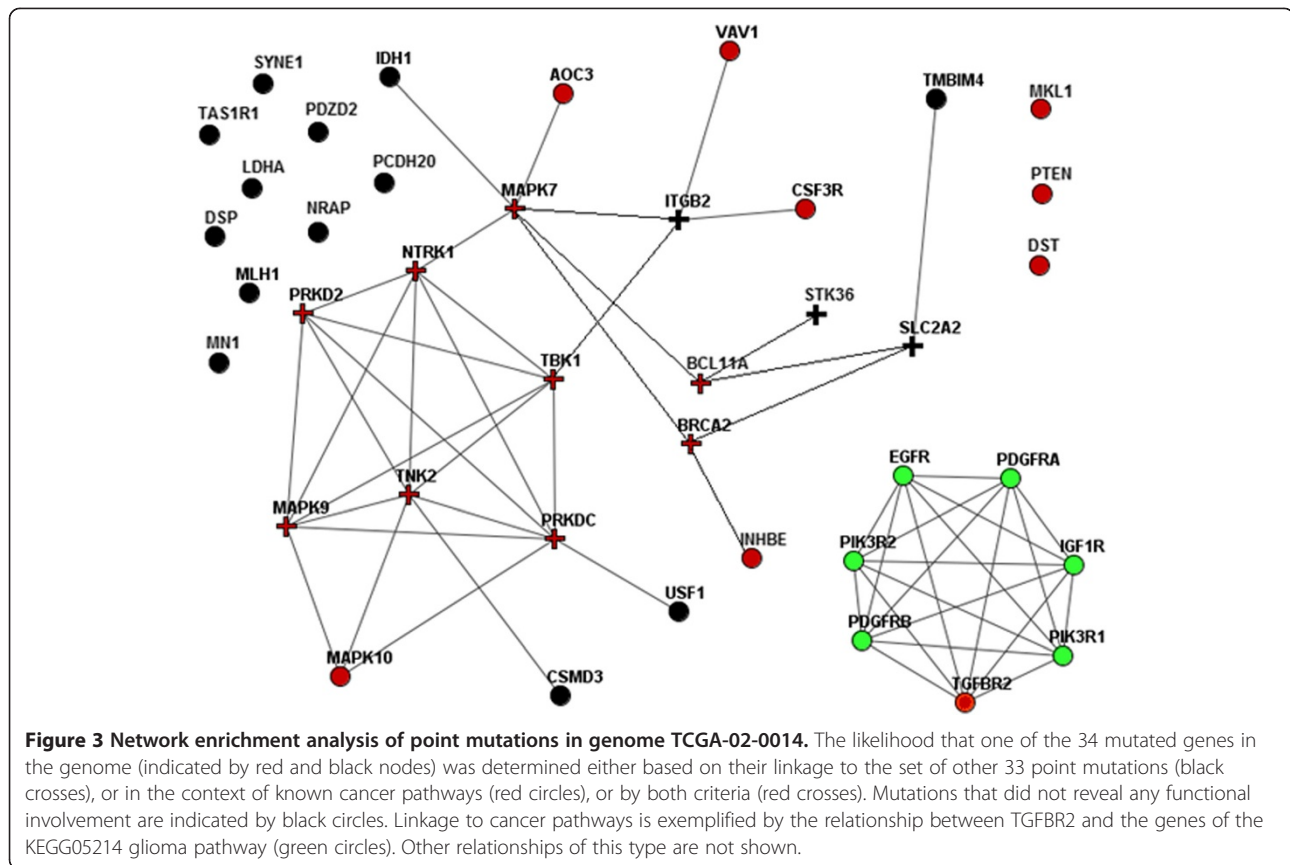 VAV1
IDH1
SYNE1
AOC3
TMBIM4
MKL1
TAS1R1
PDZD2
LDHA
PCDH20
PTEN
MAPK7
ITGB2
CSF3R
DSP
NRAP
DST
NTRK1
MLH1
PRKD2
STK36
SLC2A2
MN1
TBK1
BCL11A
BRCA2
EGFR
PDGFRA
TNK2
MAPK9
PRKDC
INHBE
PIK3R2
IGF1R
USF1
PDGFRB
PIK3R1
MAPK10
CSMD3
TGFBR2
Figure 3 Network enrichment analysis of point mutations in genome TCGA-02-0014. The likelihood that one of the 34 mutated genes in
the genome (indicated by red and black nodes) was determined either based on their linkage to the set of other 33 point mutations (black
crosses), or in the context of known cancer pathways (red circles), or by both criteria (red crosses). Mutations that did not reveal any functional
involvement are indicated by black circles. Linkage to cancer pathways is exemplified by the relationship between TGFBR2 and the genes of the
KEGG05214 glioma pathway (green circles). Other relationships of this type are not shown.